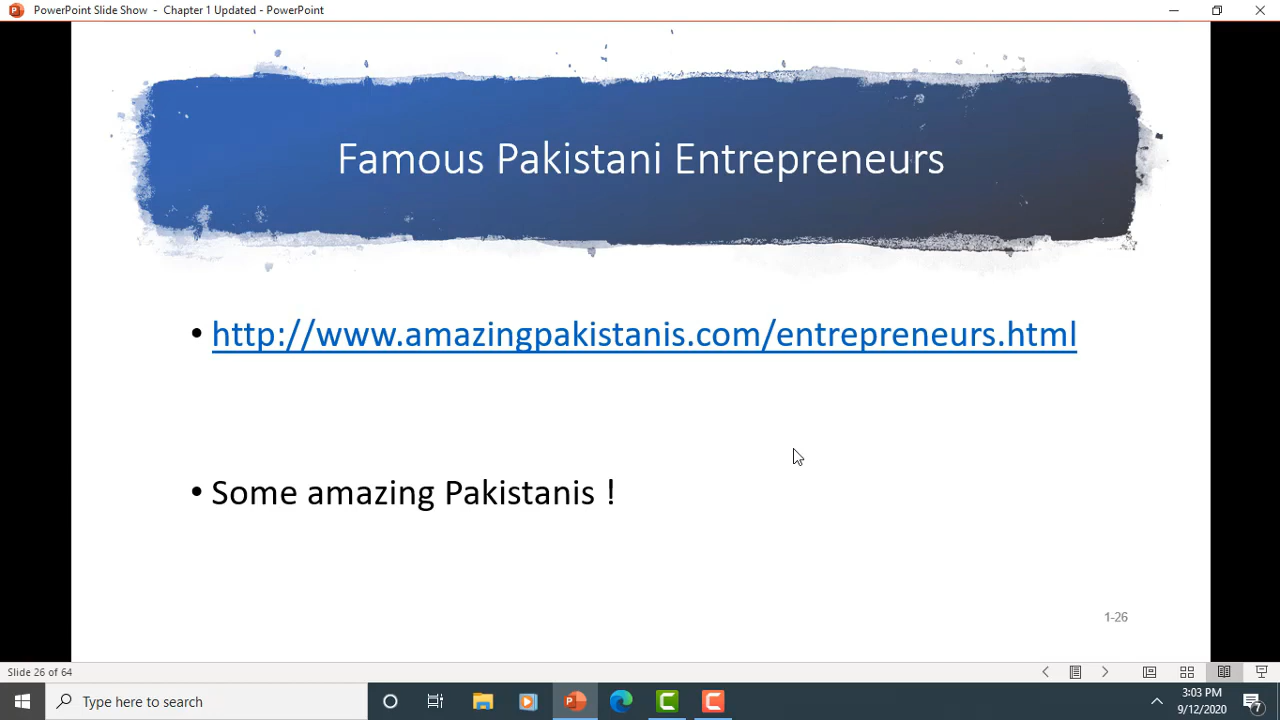 PowerPoint Slide Show - Chapter 1 Updated - PowerPoint
Famous Pakistani Entrepreneurs
• http://www.amazingpakistanis.com/entrepreneurs.html
• Some amazing Pakistanis !
1-26
Slide 26 of 64
Type here to search
3:03 PM
9/12/2020
7